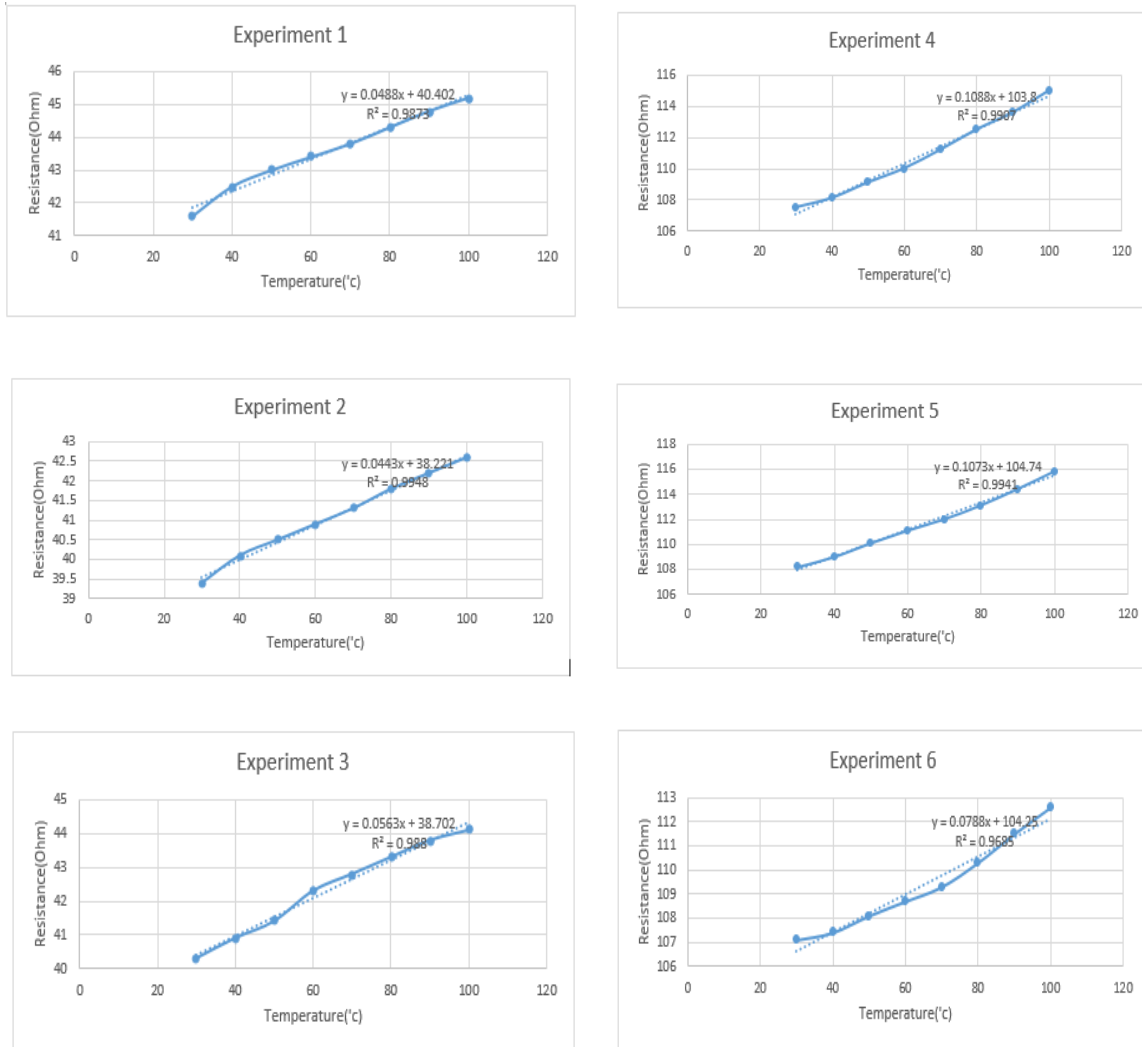 Experiment 1
46
45
44
43
42
41
0 20 40 60 80 100 120
y = 0.0488x + 40.402
R² = 0.9873
Resistance(Ohm)
Temperature('c)
Experiment 4
116
114
112
110
108
106
0 20 40 60 80 100 120
y = 0.1088x + 103.8
R² = 0.9907
Resistance(Ohm)
Temperature('c)
Experiment 2
43
42.5
42
41.5
41
40.5
40
39.5
39
0 20 40 60 80 100 120
y = 0.0443x + 38.221
R² = 0.9948
Resistance(Ohm)
Temperature('c)
Experiment 5
118
116
114
112
110
108
106
0 20 40 60 80 100 120
y = 0.1073x + 104.74
R² = 0.9941
Resistance(Ohm)
Temperature('c)
Experiment 3
45
44
43
42
41
40
0 20 40 60 80 100 120
y = 0.0563x + 38.702
R² = 0.988
Resistance(Ohm)
Temperature('c)
Experiment 6
113
112
111
110
109
108
107
106
0 20 40 60 80 100 120
y = 0.0788x + 104.25
R² = 0.9685
Resistance(Ohm)
Temperature('c)